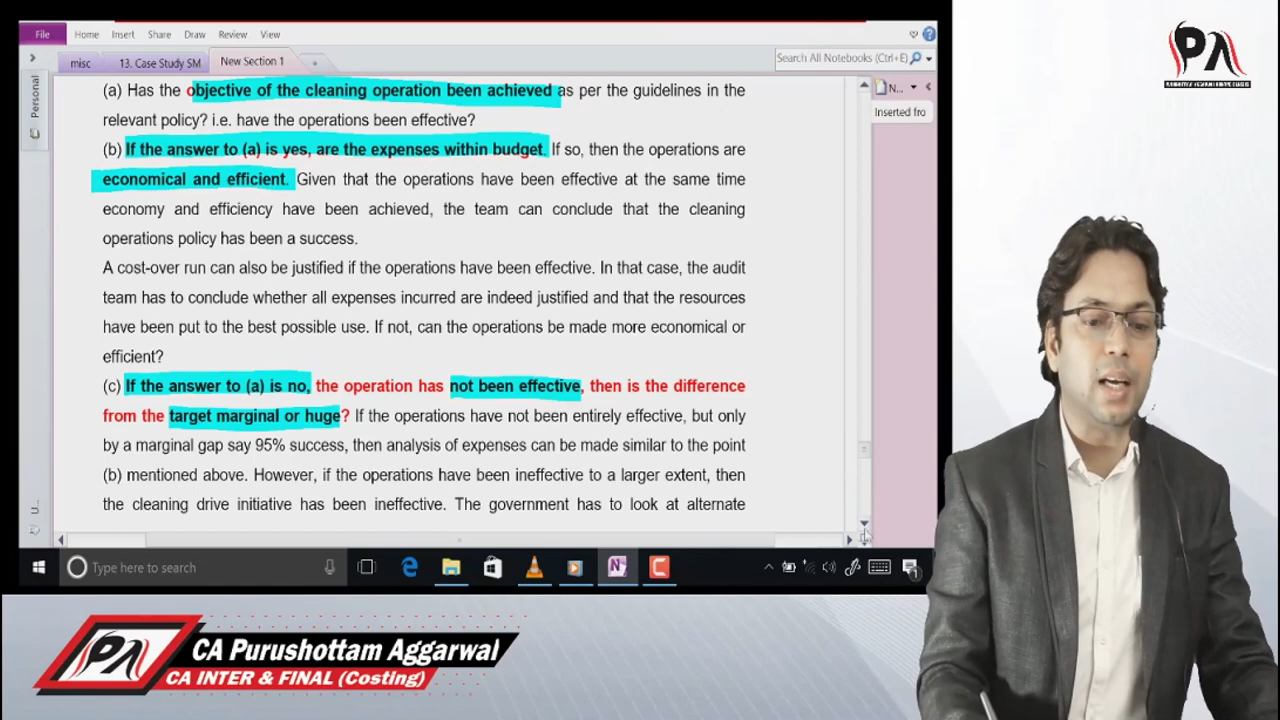 File Home Insert Share Draw Review View
misc 13. Case Study SM New Section 1 +
Search All Notebooks (Ctrl+E)
Personal
N...
Inserted fro
(a) Has the objective of the cleaning operation been achieved as per the guidelines in the
relevant policy? i.e. have the operations been effective?
(b) If the answer to (a) is yes, are the expenses within budget. If so, then the operations are
economical and efficient. Given that the operations have been effective at the same time
economy and efficiency have been achieved, the team can conclude that the cleaning
operations policy has been a success.
A cost-over run can also be justified if the operations have been effective. In that case, the audit
team has to conclude whether all expenses incurred are indeed justified and that the resources
have been put to the best possible use. If not, can the operations be made more economical or
efficient?
(c) If the answer to (a) is no, the operation has not been effective, then is the difference
from the target marginal or huge? If the operations have not been entirely effective, but only
by a marginal gap say 95% success, then analysis of expenses can be made similar to the point
(b) mentioned above. However, if the operations have been ineffective to a larger extent, then
the cleaning drive initiative has been ineffective. The government has to look at alternate
U...
Type here to search
1
PA
PA
CA Purushottam Aggarwal
CA INTER & FINAL (Costing)